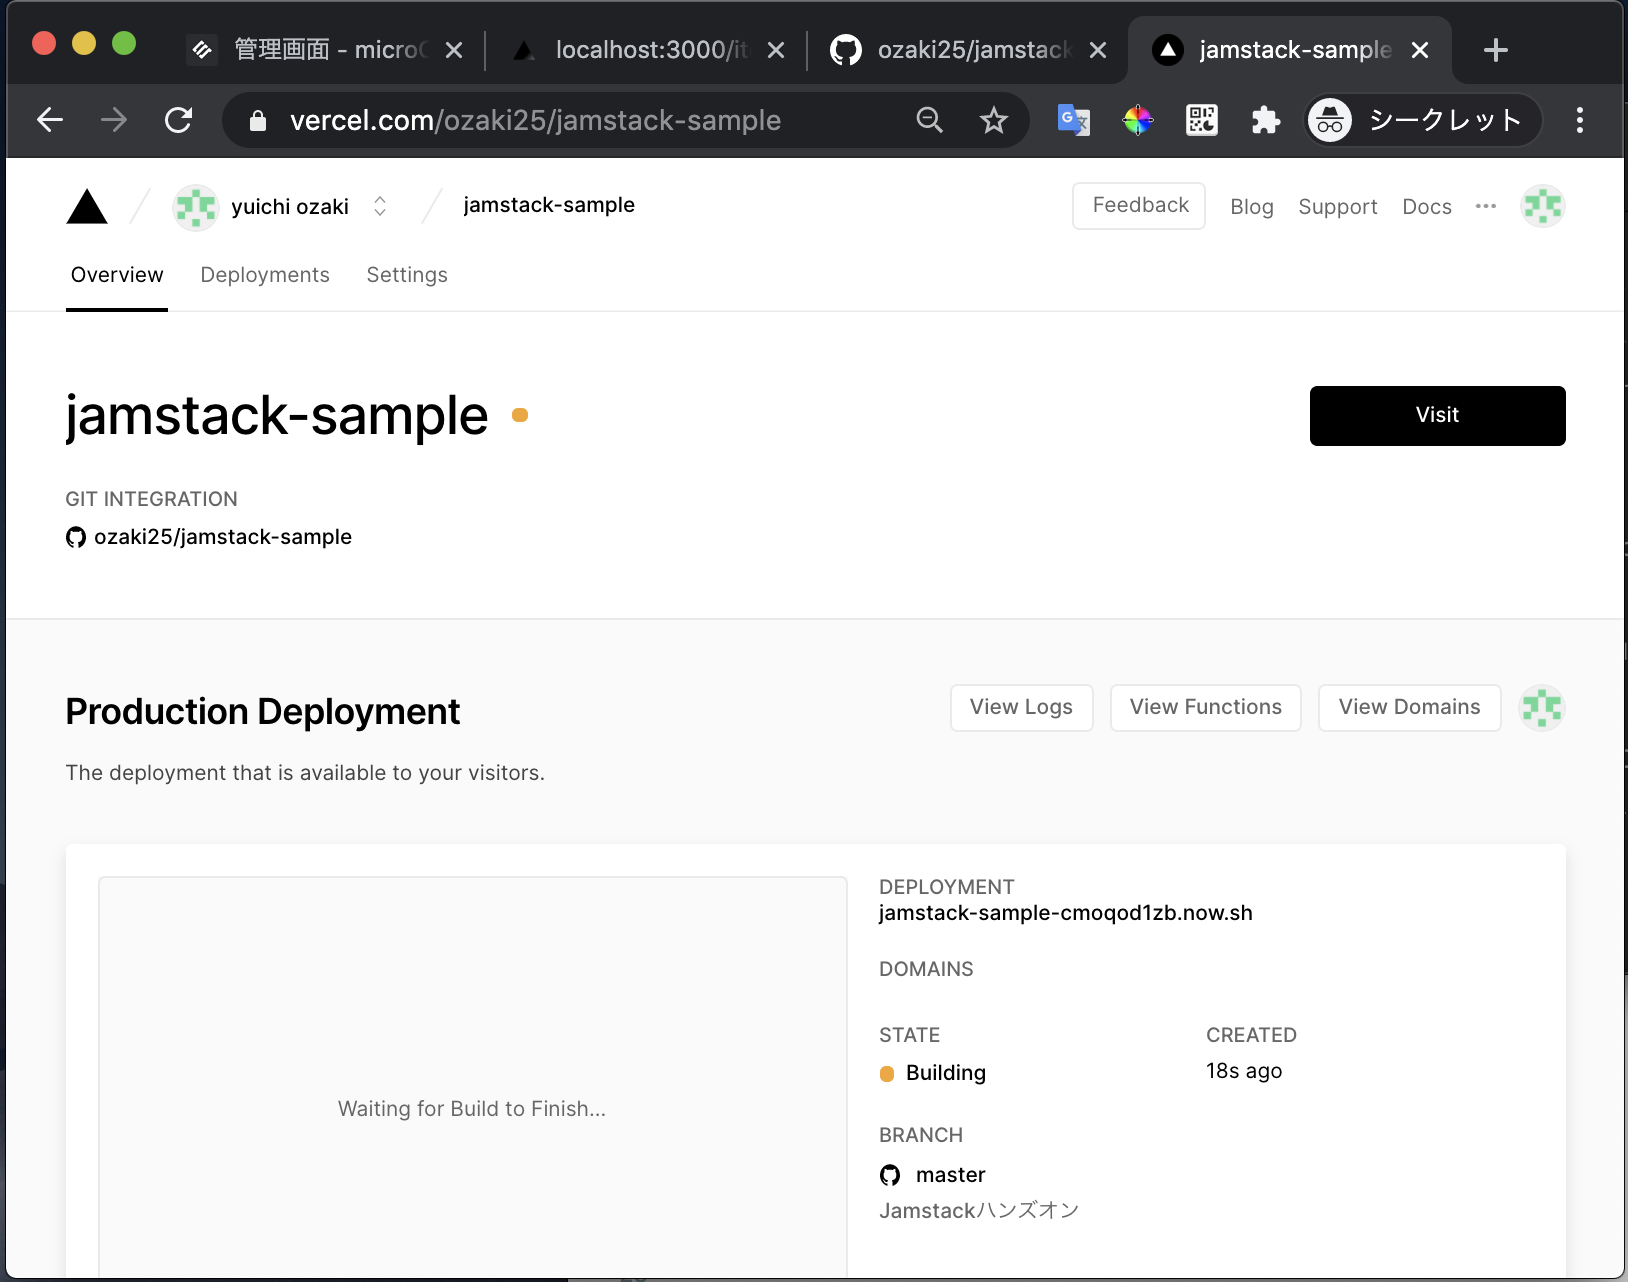 管理画面 - micro
localhost:3000/it
ozaki25/jamstack
jamstack-sample
vercel.com/ozaki25/jamstack-sample
シークレット
yuichi ozaki
jamstack-sample
Feedback
Blog
Support
Docs
Overview
Deployments
Settings
jamstack-sample
Visit
GIT INTEGRATION
ozaki25/jamstack-sample
Production Deployment
View Logs
View Functions
View Domains
The deployment that is available to your visitors.
Waiting for Build to Finish...
DEPLOYMENT
jamstack-sample-cmoqod1zb.now.sh
DOMAINS
STATE
CREATED
Building
18s ago
BRANCH
master
Jamstackハンズオン